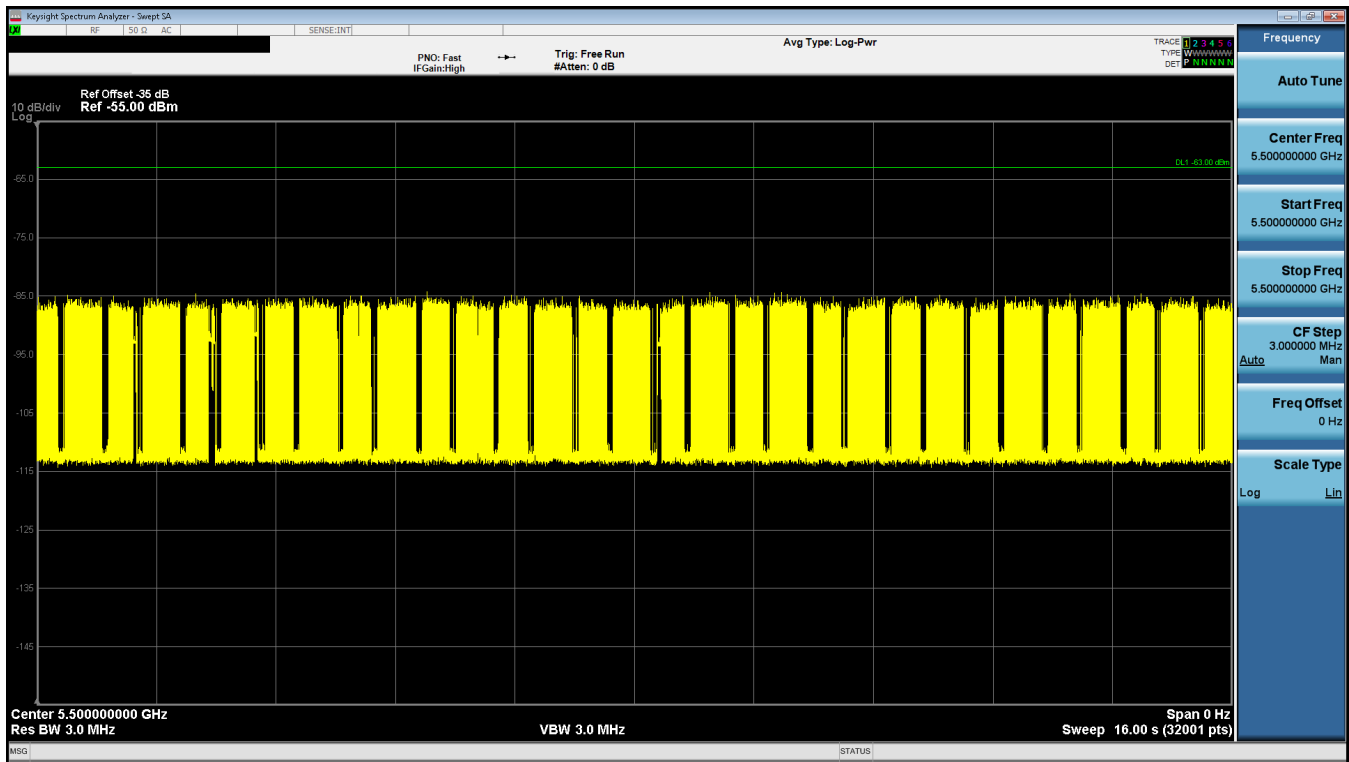 Keysight Spectrum Analyzer - Swept SA
RF 50 Ω AC SENSE:INT
PNO: Fast
IFGain:High
Trig: Free Run
#Atten: 0 dB
Avg Type: Log-Pwr
TRACE 1 2 3 4 5 6
TYPE W W W W W W
DET P N N N N N
10 dB/div
Log
Ref Offset -35 dB
Ref -55.00 dBm
DL1 -63.00 dBm
-65.0
-75.0
-85.0
-95.0
-105
-115
-125
-135
-145
Center 5.500000000 GHz
Res BW 3.0 MHz
VBW 3.0 MHz
Span 0 Hz
Sweep 16.00 s (32001 pts)
MSG
STATUS
Frequency
Auto Tune
Center Freq
5.500000000 GHz
Start Freq
5.500000000 GHz
Stop Freq
5.500000000 GHz
CF Step
3.000000 MHz
Auto Man
Freq Offset
0 Hz
Scale Type
Log Lin